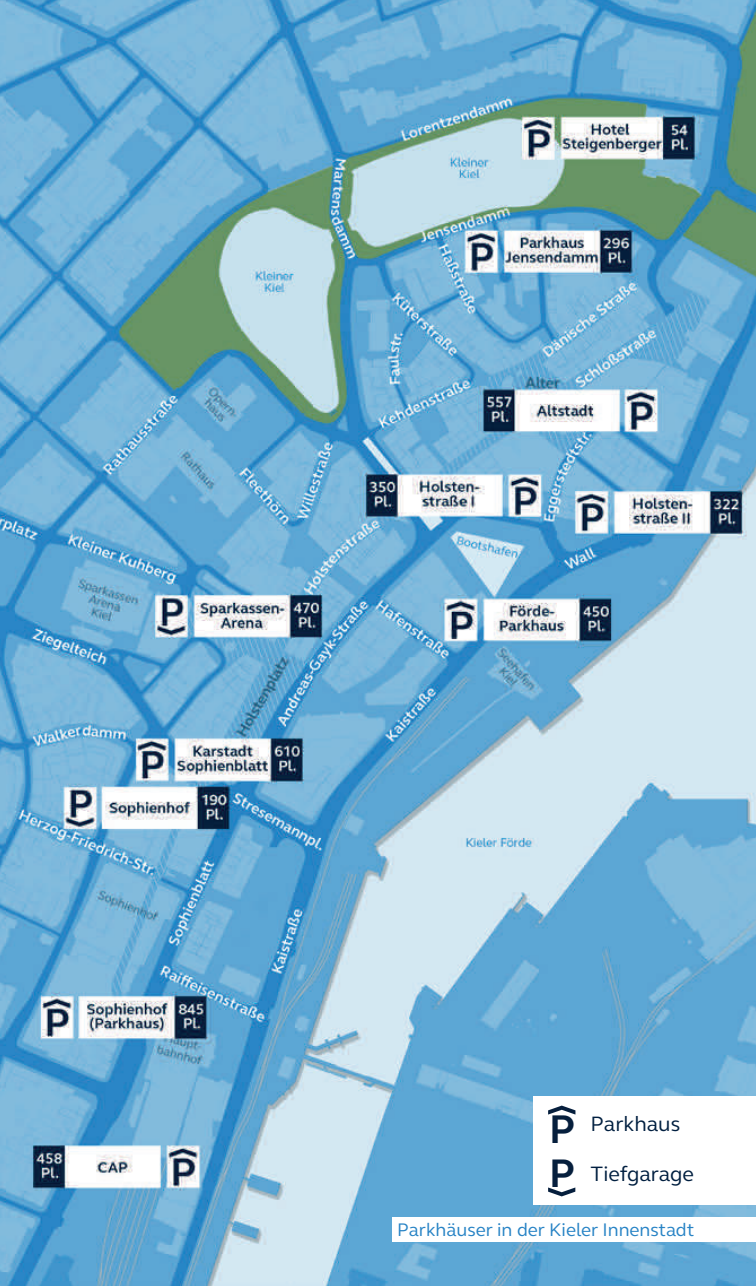 Lorentzendamm
P
Hotel
Steigenberger
54
Pl.
Kleiner
Kiel
Martensdamm
Jensendamm
P
Parkhaus
Jensendamm
296
Pl.
Haßstraße
Kleiner
Kiel
Küterstraße
Dänische Straße
Faulstr.
Schloßstraße
Alter
Kehdenstraße
557
Pl.
Altstadt
P
Opern-
haus
Rathausstraße
Rathaus
Fleethörn
Willestraße
Eggerstedtstr.
350
Pl.
Holsten-
straße I
P
P
Holsten-
straße II
322
Pl.
rplatz
Kleiner Kuhberg
Holstenstraße
Bootshafen
Wall
Sparkassen
Arena
Kiel
P
Sparkassen-
Arena
470
Pl.
P
Förde-
Parkhaus
450
Pl.
Ziegelteich
Andreas-Gayk-Straße
Hafenstraße
Seehafen
Kiel
Holstenplatz
Kaistraße
Walkerdamm
P
Karstadt
Sophienblatt
610
Pl.
P
Sophienhof
190
Pl.
Stresemannpl.
Herzog-Friedrich-Str.
Kieler Förde
Sophienhof
Sophienblatt
Kaistraße
Raiffeisenstraße
P
Sophienhof
(Parkhaus)
845
Pl.
Haupt-
bahnhof
458
Pl.
CAP
P
P Parkhaus
P Tiefgarage
Parkhäuser in der Kieler Innenstadt